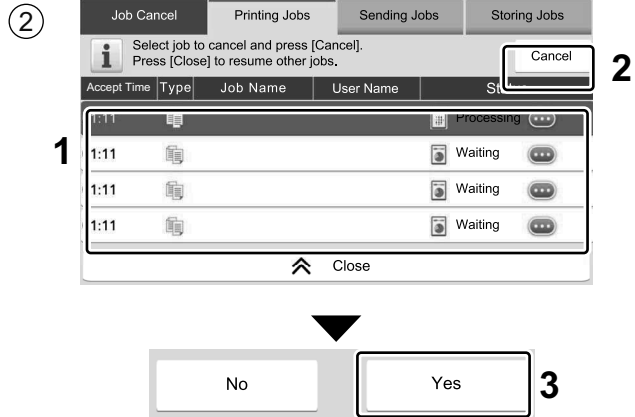 ②
Job Cancel Printing Jobs Sending Jobs Storing Jobs
Select job to cancel and press [Cancel].
Press [Close] to resume other jobs.
Cancel
2
Accept Time Type Job Name User Name
1:11 Processing
1
1:11 Waiting
1:11 Waiting
1:11 Waiting
Close
No Yes 3